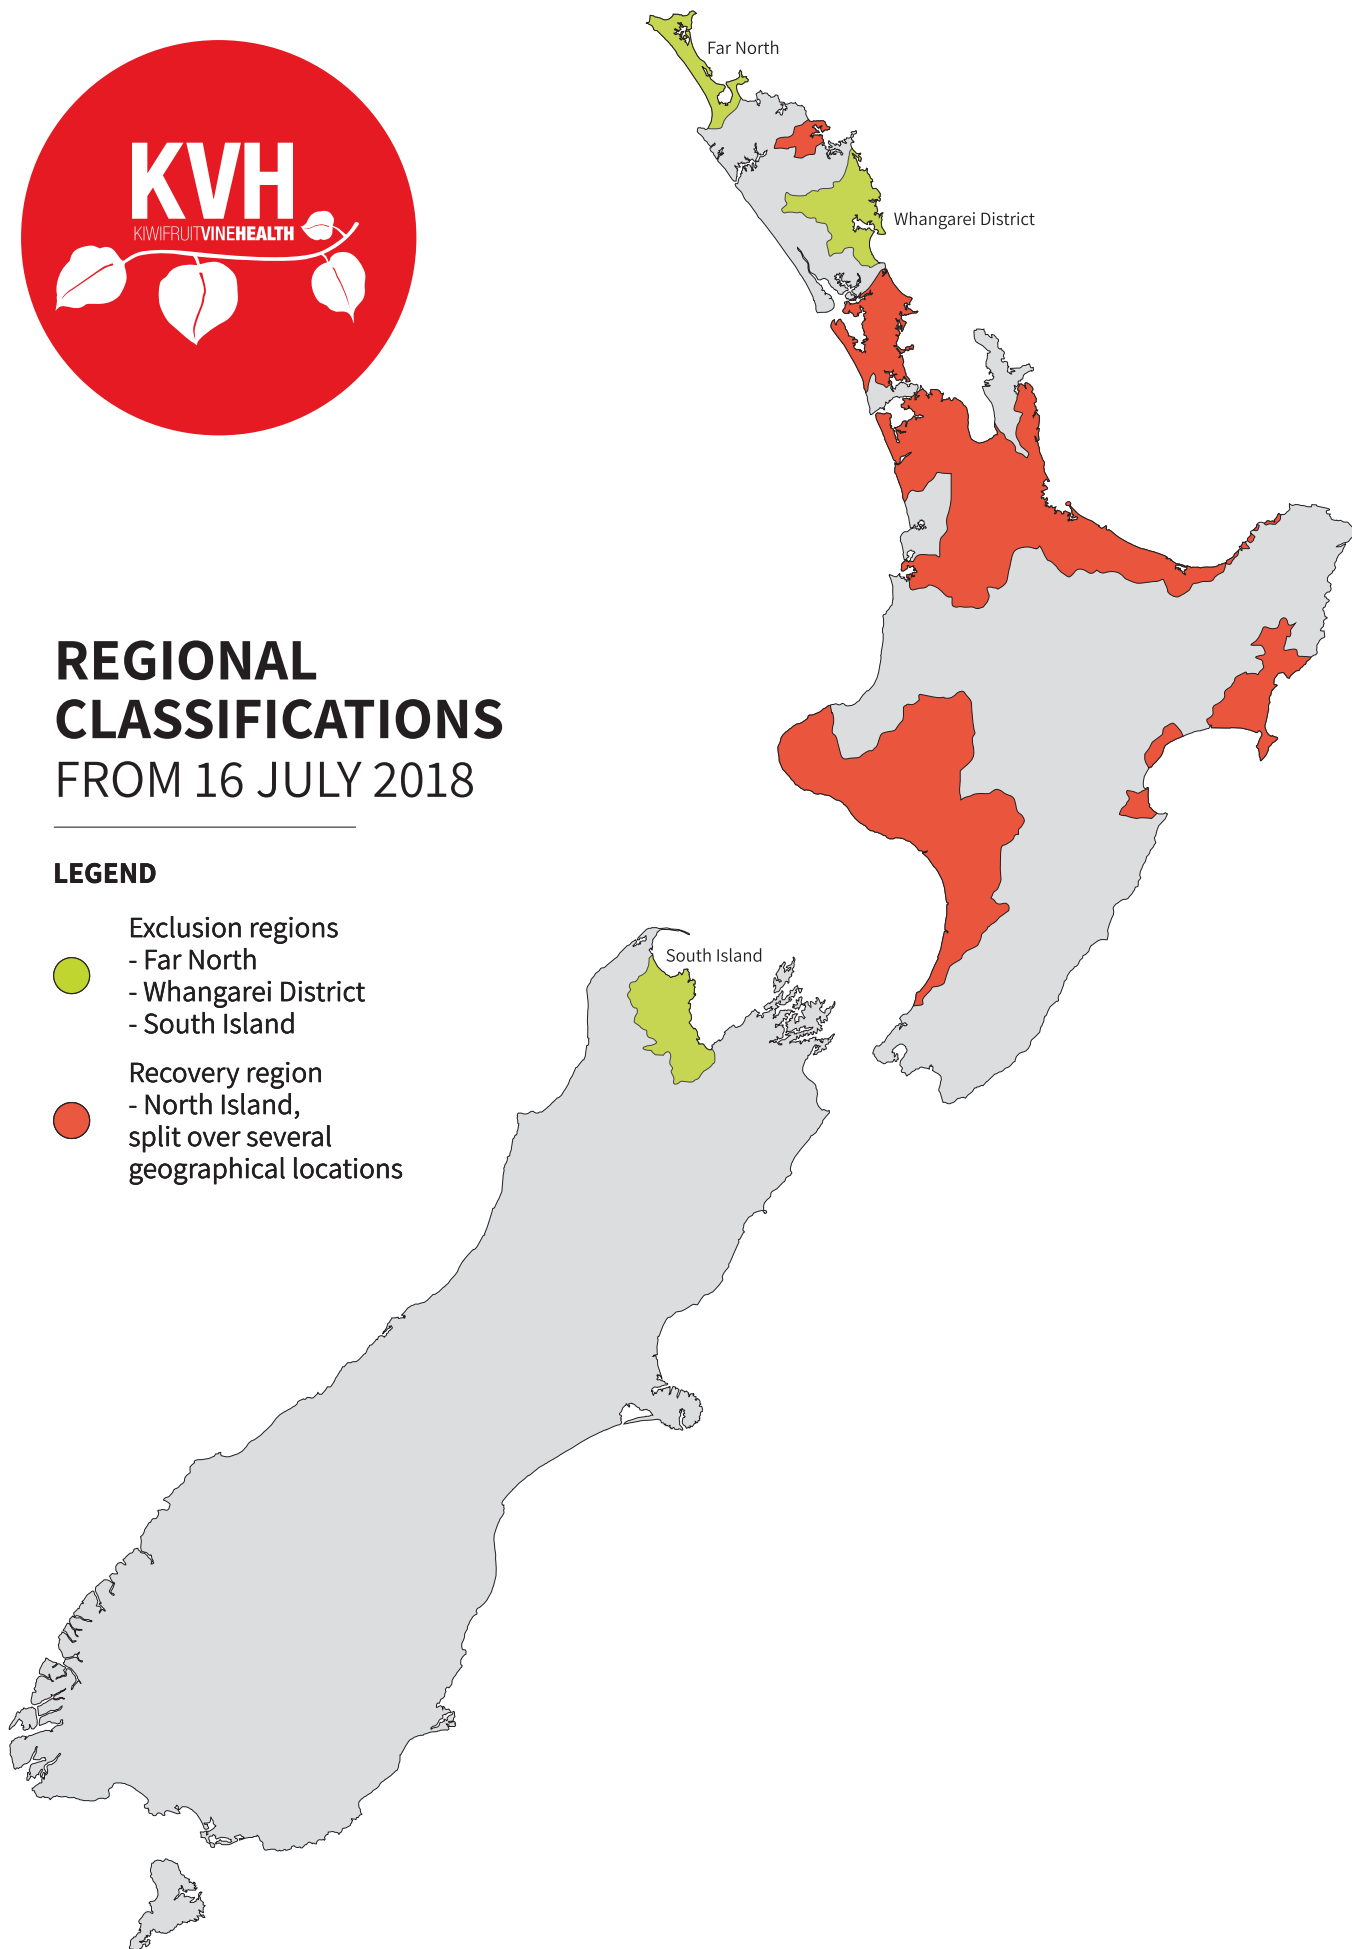 Far North
KVH
KIWIFRUITVINEHEALTH
Whangarei District
REGIONAL
CLASSIFICATIONS
FROM 16 JULY 2018
LEGEND
Exclusion regions
- Far North
- Whangarei District
- South Island
Recovery region
- North Island,
split over several
geographical locations
South Island